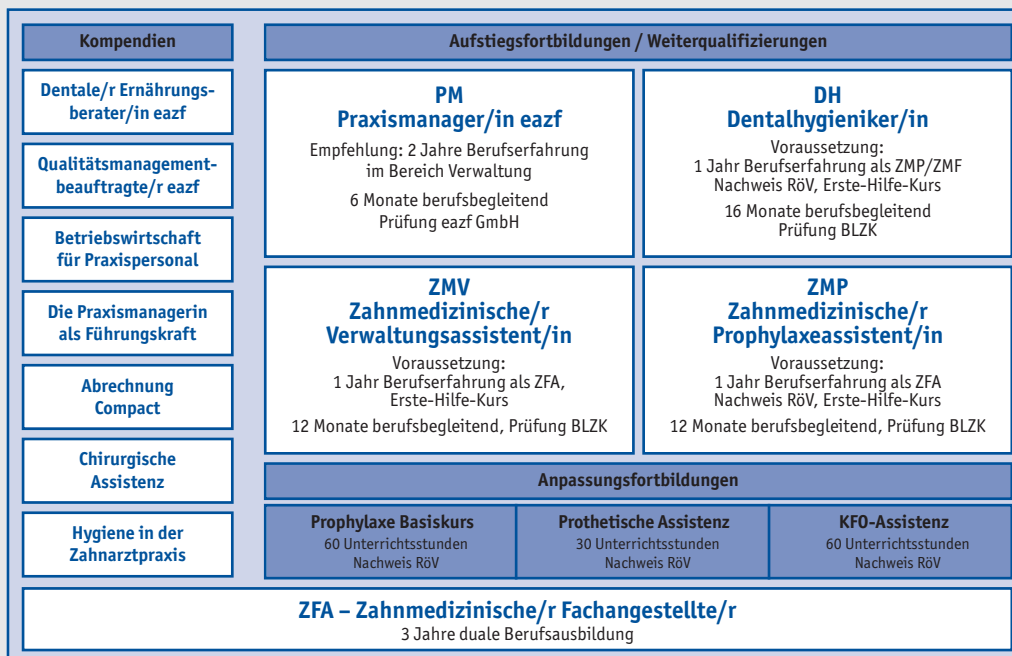 Kompendien
Dentale/r Ernährungs-
berater/in eazf
Qualitätsmanagement-
beauftragte/r eazf
Betriebswirtschaft
für Praxispersonal
Die Praxismanagerin
als Führungskraft
Abrechnung
Compact
Chirurgische
Assistenz
Hygiene in der
Zahnarztpraxis
Aufstiegsfortbildungen / Weiterqualifizierungen
PM
Praxismanager/in eazf
Empfehlung: 2 Jahre Berufserfahrung
im Bereich Verwaltung
6 Monate berufsbegleitend
Prüfung eazf GmbH
DH
Dentalhygieniker/in
Voraussetzung:
1 Jahr Berufserfahrung als ZMP/ZMF
Nachweis RöV, Erste-Hilfe-Kurs
16 Monate berufsbegleitend
Prüfung BLZK
ZMV
Zahnmedizinische/r
Verwaltungsassistent/in
Voraussetzung:
1 Jahr Berufserfahrung als ZFA,
Erste-Hilfe-Kurs
12 Monate berufsbegleitend, Prüfung BLZK
ZMP
Zahnmedizinische/r
Prophylaxeassistent/in
Voraussetzung:
1 Jahr Berufserfahrung als ZFA
Nachweis RöV, Erste-Hilfe-Kurs
12 Monate berufsbegleitend, Prüfung BLZK
Anpassungsfortbildungen
Prophylaxe Basiskurs
60 Unterrichtsstunden
Nachweis RöV
Prothetische Assistenz
30 Unterrichtsstunden
Nachweis RöV
KFO-Assistenz
60 Unterrichtsstunden
Nachweis RöV
ZFA – Zahnmedizinische/r Fachangestellte/r
3 Jahre duale Berufsausbildung